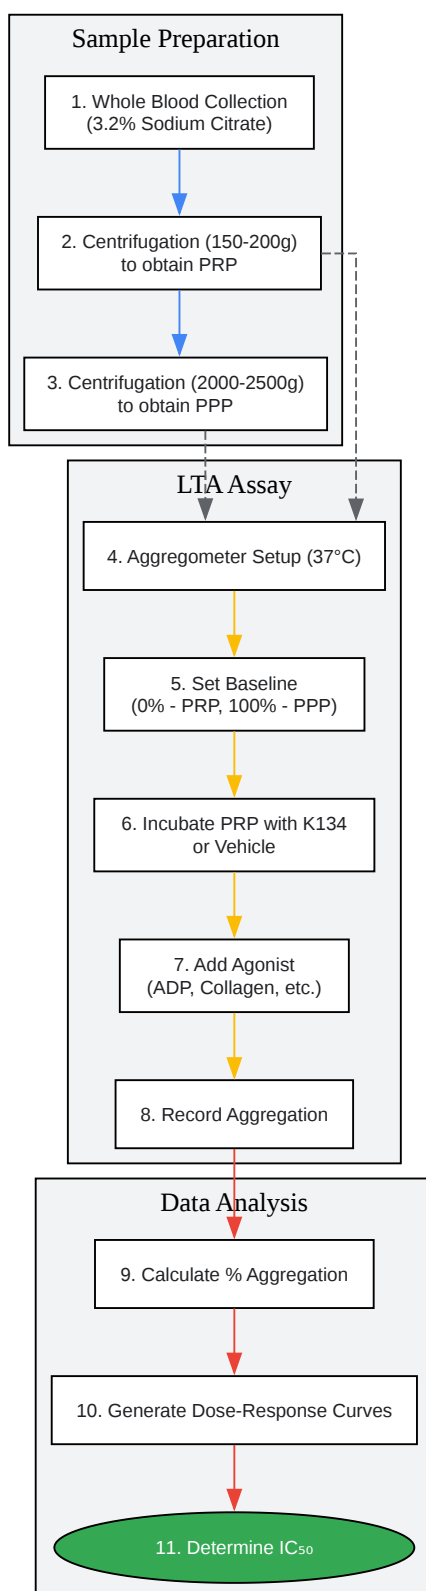 Sample Preparation
1. Whole Blood Collection
(3.2% Sodium Citrate)
2. Centrifugation (150-200g)
to obtain PRP
3. Centrifugation (2000-2500g)
to obtain PPP
LTA Assay
4. Aggregometer Setup (37°C)
5. Set Baseline
(0% - PRP, 100% - PPP)
6. Incubate PRP with K134
or Vehicle
7. Add Agonist
(ADP, Collagen, etc.)
8. Record Aggregation
Data Analysis
9. Calculate % Aggregation
10. Generate Dose-Response Curves
11. Determine IC₅₀